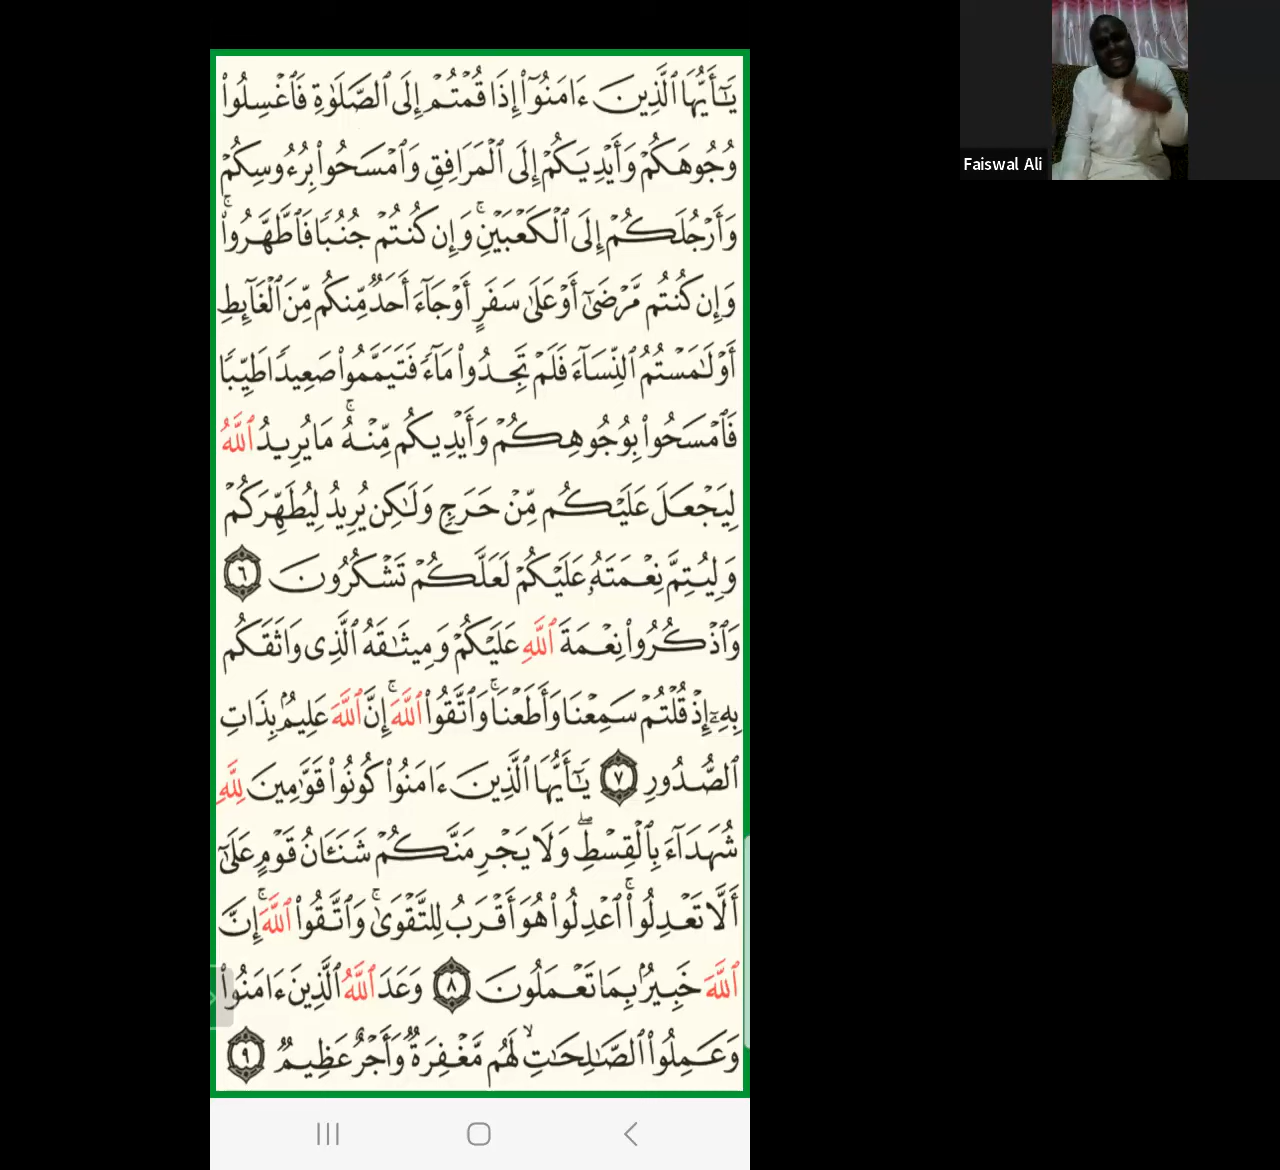 يَـٰٓأَيُّهَا ٱلَّذِينَ ءَامَنُوٓا۟ إِذَا قُمْتُمْ إِلَى ٱلصَّلَوٰةِ فَٱغْسِلُوا۟
وُجُوهَكُمْ وَأَيْدِيَكُمْ إِلَى ٱلْمَرَافِقِ وَٱمْسَحُوا۟ بِرُءُوسِكُمْ
وَأَرْجُلَكُمْ إِلَى ٱلْكَعْبَيْنِ ۚ وَإِن كُنتُمْ جُنُبًا فَٱطَّهَّرُوا۟ ۚ
وَإِن كُنتُم مَّرْضَىٰٓ أَوْ عَلَىٰ سَفَرٍ أَوْ جَآءَ أَحَدٌ مِّنكُم مِّنَ ٱلْغَآئِطِ
أَوْ لَـٰمَسْتُمُ ٱلنِّسَآءَ فَلَمْ تَجِدُوا۟ مَآءً فَتَيَمَّمُوا۟ صَعِيدًا طَيِّبًا
فَٱمْسَحُوا۟ بِوُجُوهِكُمْ وَأَيْدِيكُم مِّنْهُ ۚ مَا يُرِيدُ ٱللَّهُ
لِيَجْعَلَ عَلَيْكُم مِّنْ حَرَجٍ وَلَـٰكِن يُرِيدُ لِيُطَهِّرَكُمْ
وَلِيُتِمَّ نِعْمَتَهُۥ عَلَيْكُمْ لَعَلَّكُمْ تَشْكُرُونَ ٦
وَٱذْكُرُوا۟ نِعْمَةَ ٱللَّهِ عَلَيْكُمْ وَمِيثَـٰقَهُ ٱلَّذِى وَاثَقَكُم
بِهِۦٓ إِذْ قُلْتُمْ سَمِعْنَا وَأَطَعْنَا ۖ وَٱتَّقُوا۟ ٱللَّهَ ۚ إِنَّ ٱللَّهَ عَلِيمٌۢ بِذَاتِ
ٱلصُّدُورِ ٧ يَـٰٓأَيُّهَا ٱلَّذِينَ ءَامَنُوا۟ كُونُوا۟ قَوَّٰمِينَ لِلَّهِ
شُهَدَآءَ بِٱلْقِسْطِ ۖ وَلَا يَجْرِمَنَّكُمْ شَنَـَٔانُ قَوْمٍ عَلَىٰٓ
أَلَّا تَعْدِلُوا۟ ۚ ٱعْدِلُوا۟ هُوَ أَقْرَبُ لِلتَّقْوَىٰ ۖ وَٱتَّقُوا۟ ٱللَّهَ ۚ إِنَّ
ٱللَّهَ خَبِيرٌۢ بِمَا تَعْمَلُونَ ٨ وَعَدَ ٱللَّهُ ٱلَّذِينَ ءَامَنُوا۟
وَعَمِلُوا۟ ٱلصَّـٰلِحَـٰتِ ۙ لَهُم مَّغْفِرَةٌ وَأَجْرٌ عَظِيمٌ ٩
Faiswal Ali